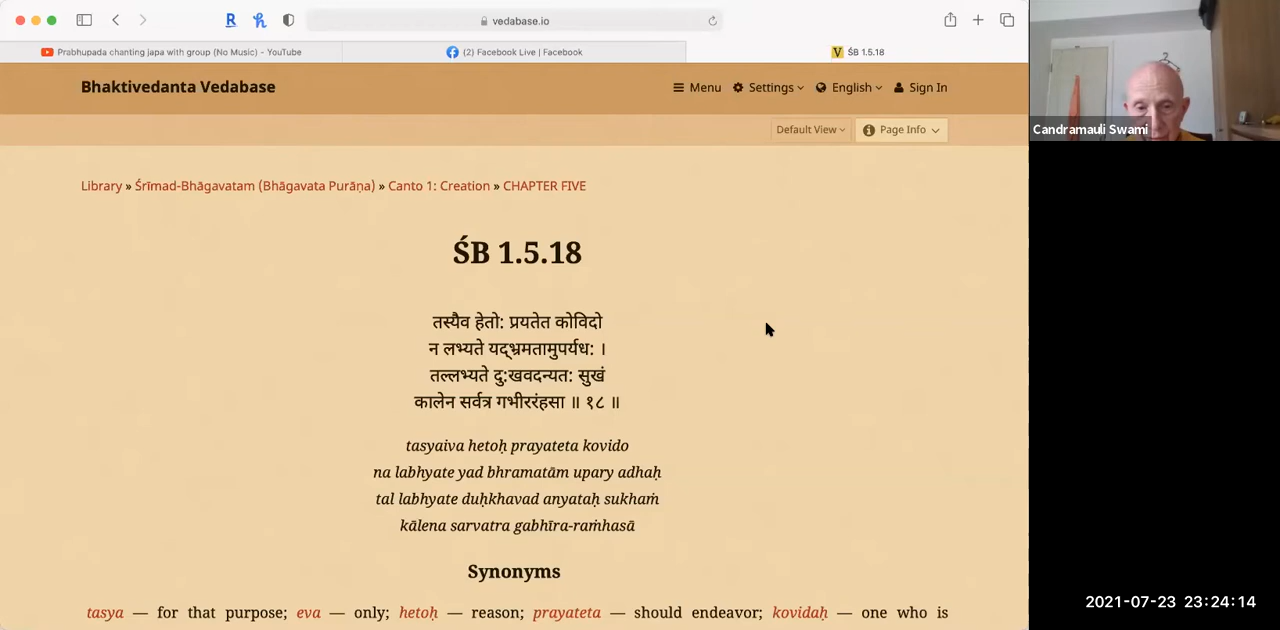 vedabase.io
Prabhupada chanting japa with group (No Music) - YouTube
(2) Facebook Live | Facebook
ŚB 1.5.18
Bhaktivedanta Vedabase
Menu Settings English Sign In
Default View Page Info
Candramauli Swami
Library » Śrīmad-Bhāgavatam (Bhāgavata Purāṇa) » Canto 1: Creation » CHAPTER FIVE
ŚB 1.5.18
तस्यैव हेतो: प्रयतेत कोविदो
न लभ्यते यद्भ्रमतामुपर्यध: ।
तल्लभ्यते दु:खवदन्यत: सुखं
कालेन सर्वत्र गभीररंहसा ॥ १८ ॥
tasyaiva hetoḥ prayateta kovido
na labhyate yad bhramatām upary adhaḥ
tal labhyate duḥkhavad anyataḥ sukhaṁ
kālena sarvatra gabhīra-raṁhasā
Synonyms
tasya — for that purpose; eva — only; hetoḥ — reason; prayateta — should endeavor; kovidaḥ — one who is
2021-07-23 23:24:14